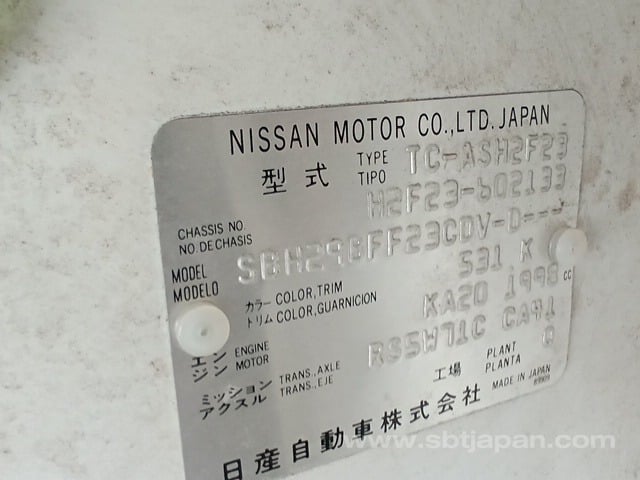 NISSAN MOTOR CO.,LTD. JAPAN
型式 TYPE TIPO TC-ASH2F23
CHASSIS NO. NO. DE CHASIS H2F23-602133
MODEL MODELO SBH29BFF23CDV-D---
カラー COLOR,TRIM トリム COLOR,GUARNICION 531 K
エンジン ENGINE MOTOR KA20 1998 cc
ミッション アクスル TRANS.,AXLE TRANS.,EJE RS5W71C CA41
工場 PLANT PLANTA 0
日産自動車株式会社 MADE IN JAPAN
www.sbtjapan.com